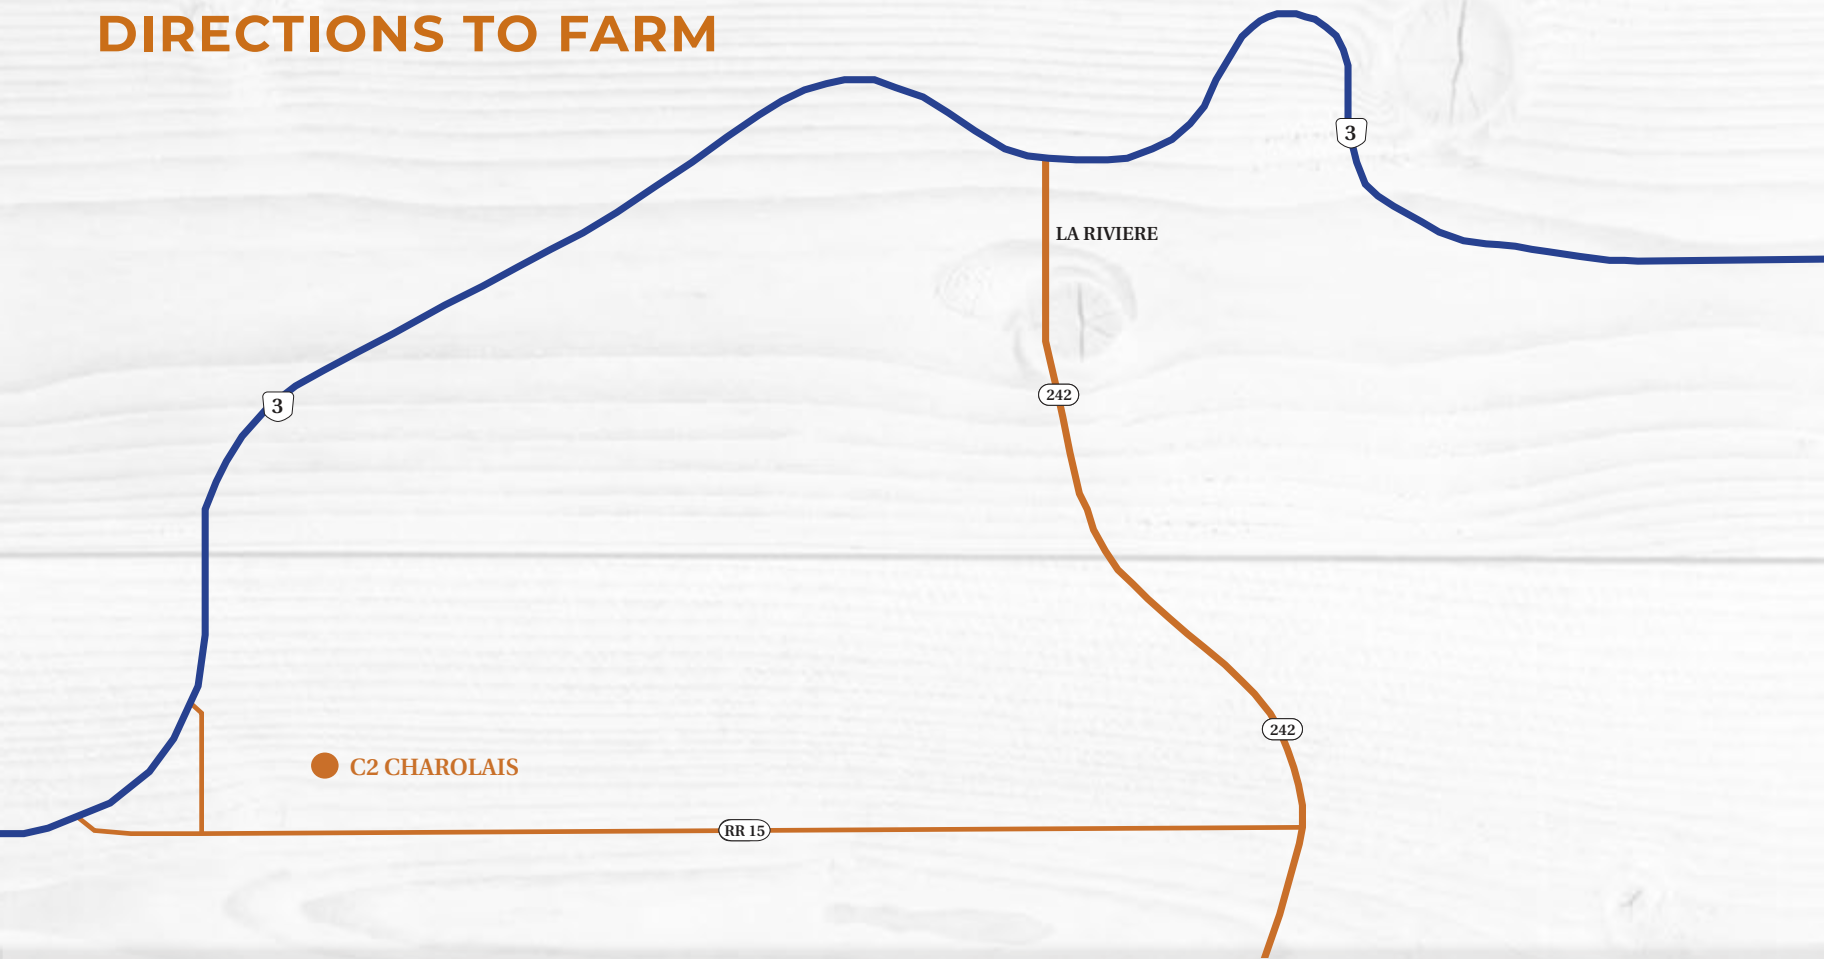 DIRECTIONS TO FARM
3
LA RIVIERE
242
3
242
C2 CHAROLAIS
RR 15